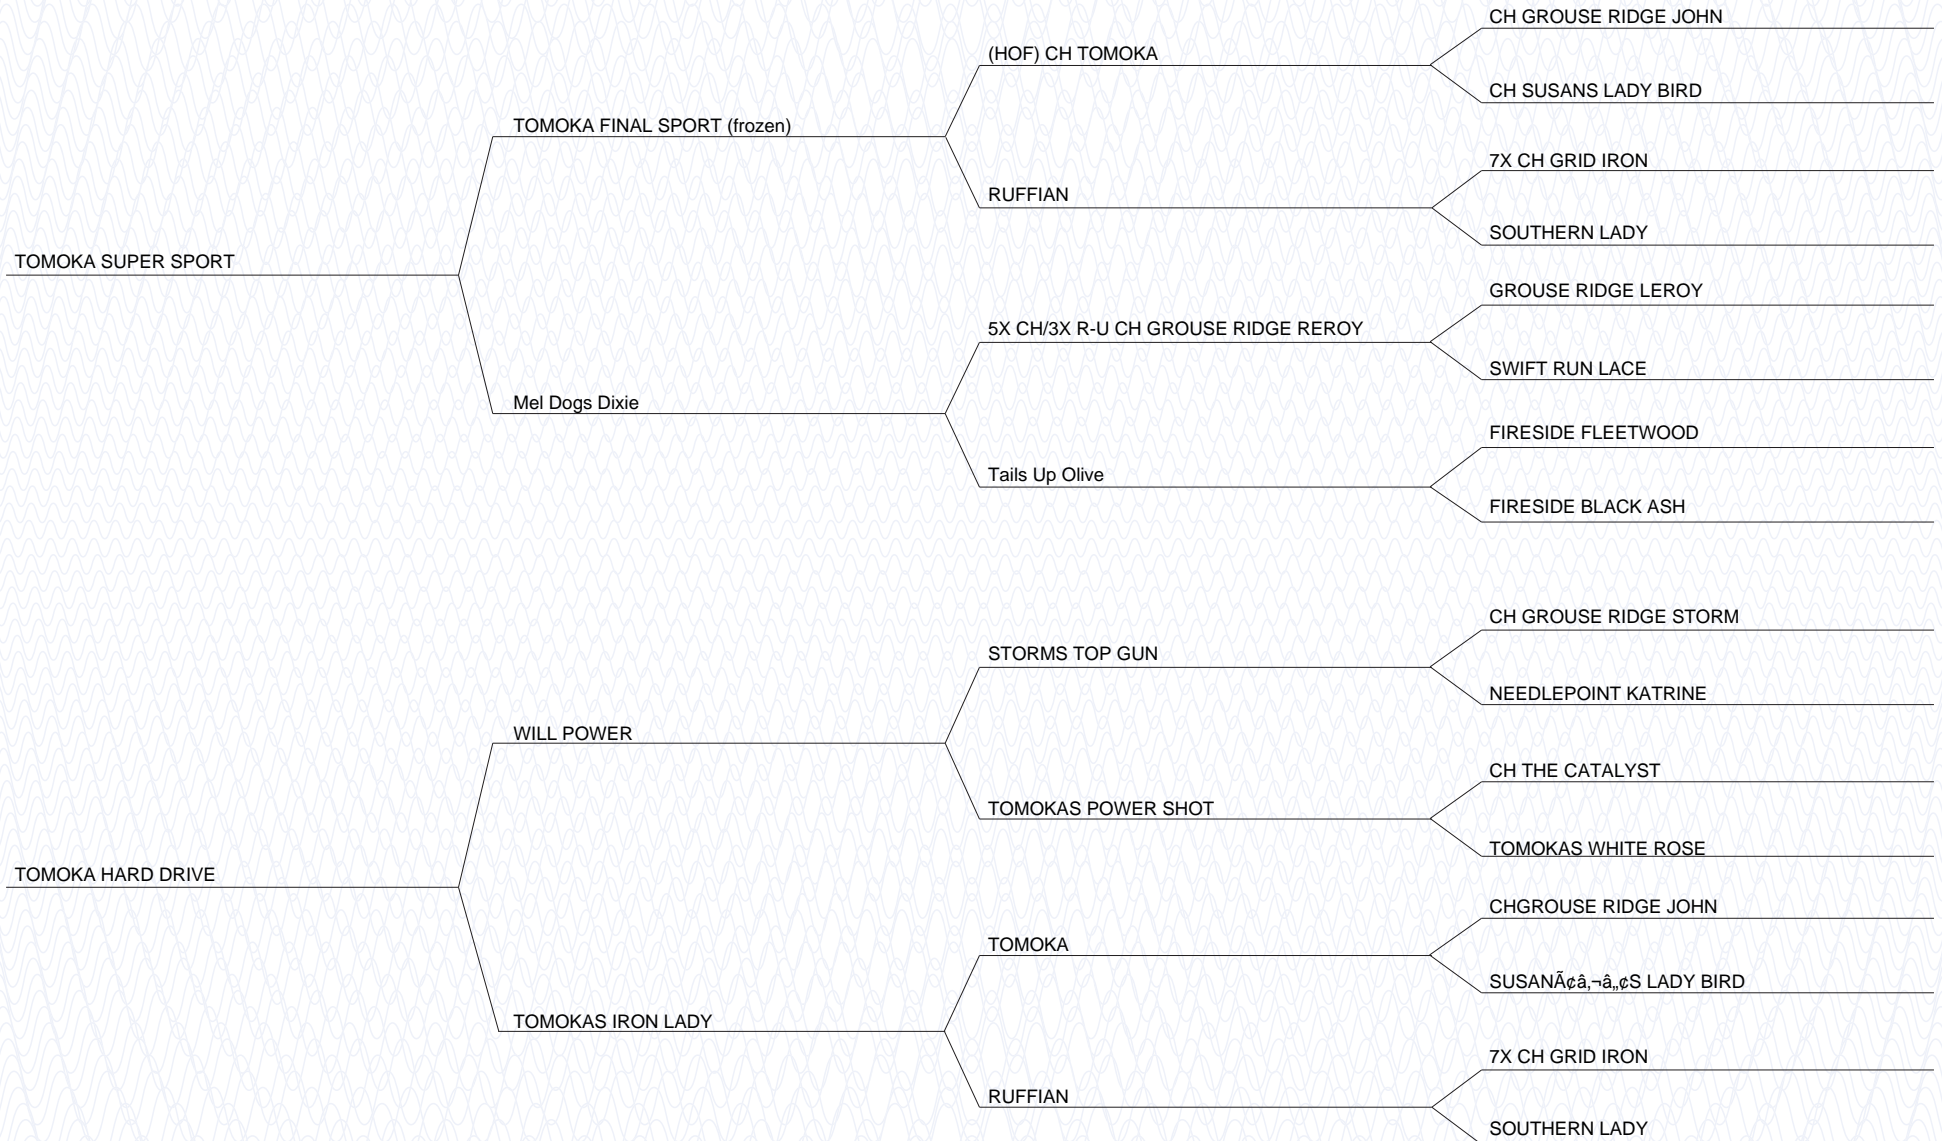 CH GROUSE RIDGE JOHN
(HOF) CH TOMOKA
CH SUSANS LADY BIRD
TOMOKA FINAL SPORT (frozen)
7X CH GRID IRON
RUFFIAN
SOUTHERN LADY
TOMOKA SUPER SPORT
GROUSE RIDGE LEROY
5X CH/3X R-U CH GROUSE RIDGE REROY
SWIFT RUN LACE
Mel Dogs Dixie
FIRESIDE FLEETWOOD
Tails Up Olive
FIRESIDE BLACK ASH
CH GROUSE RIDGE STORM
STORMS TOP GUN
NEEDLEPOINT KATRINE
WILL POWER
CH THE CATALYST
TOMOKAS POWER SHOT
TOMOKAS WHITE ROSE
TOMOKA HARD DRIVE
CHGROUSE RIDGE JOHN
TOMOKA
SUSANÃ¢â‚¬â„¢S LADY BIRD
TOMOKAS IRON LADY
7X CH GRID IRON
RUFFIAN
SOUTHERN LADY